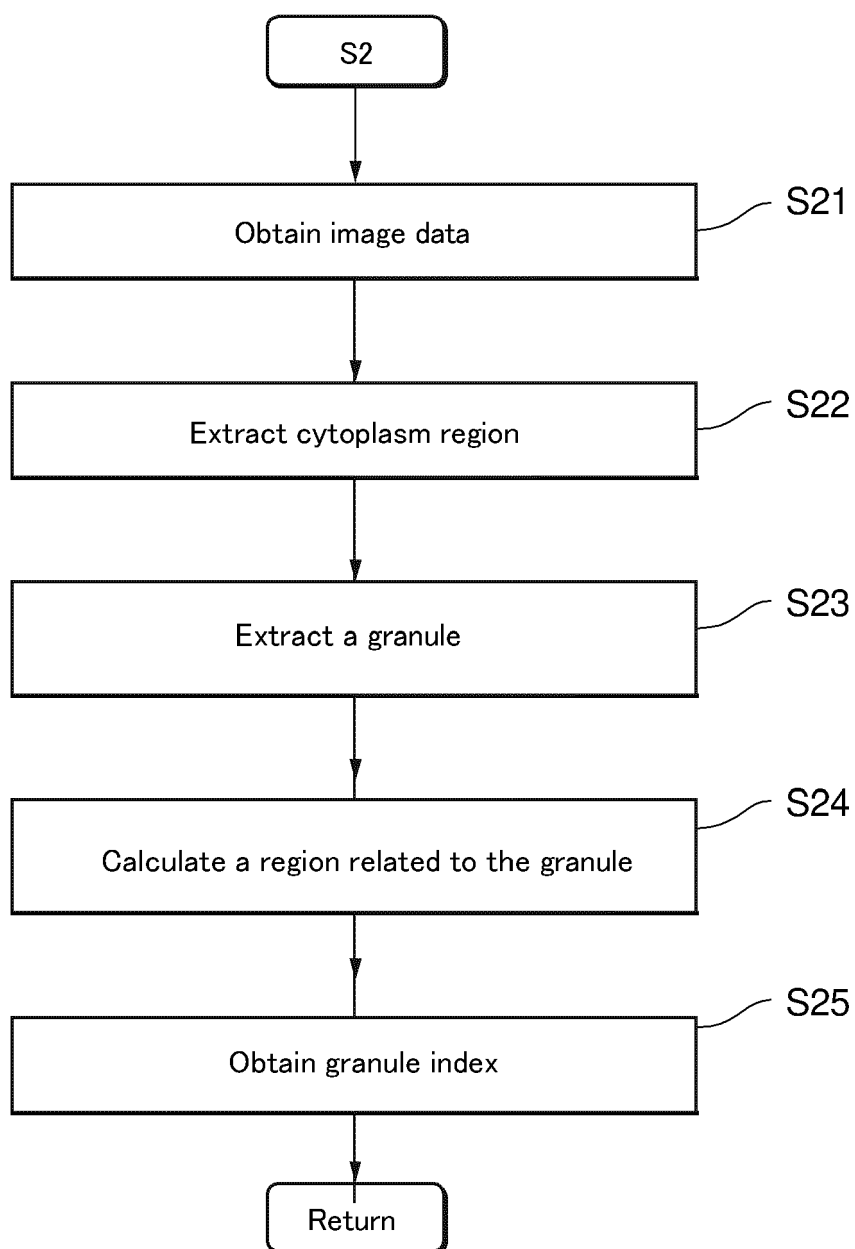 S2
Obtain image data
S21
Extract cytoplasm region
S22
Extract a granule
S23
Calculate a region related to the granule
S24
Obtain granule index
S25
Return